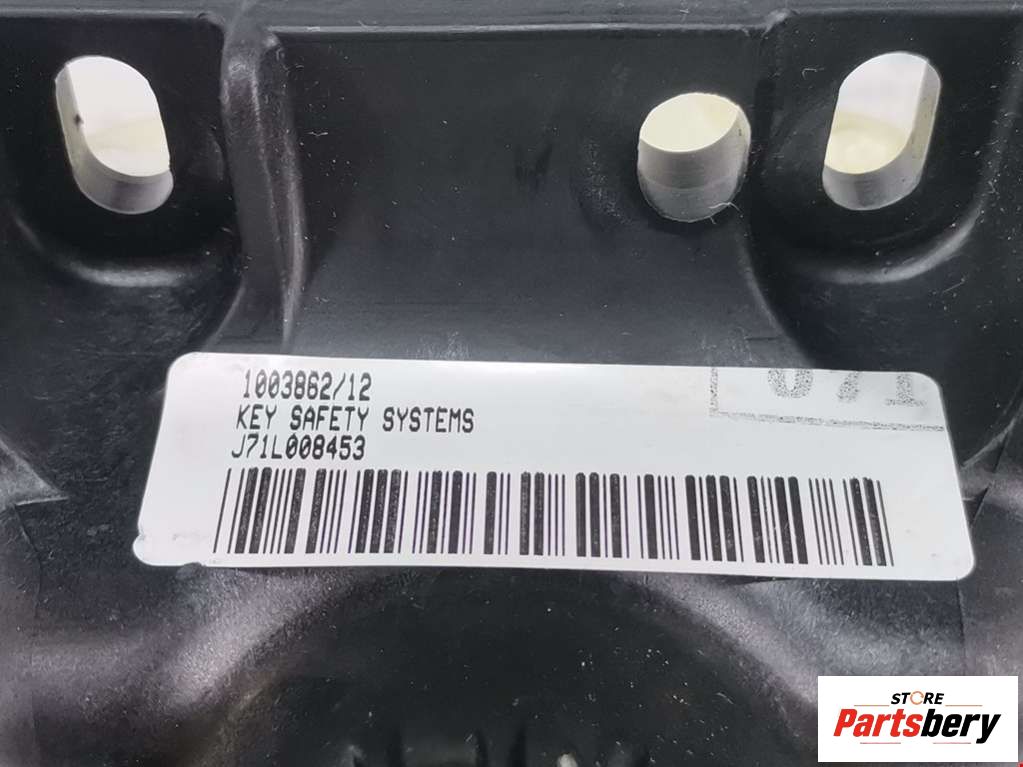 1003862/12
KEY SAFETY SYSTEMS
J71L008453
STORE
Partsbery